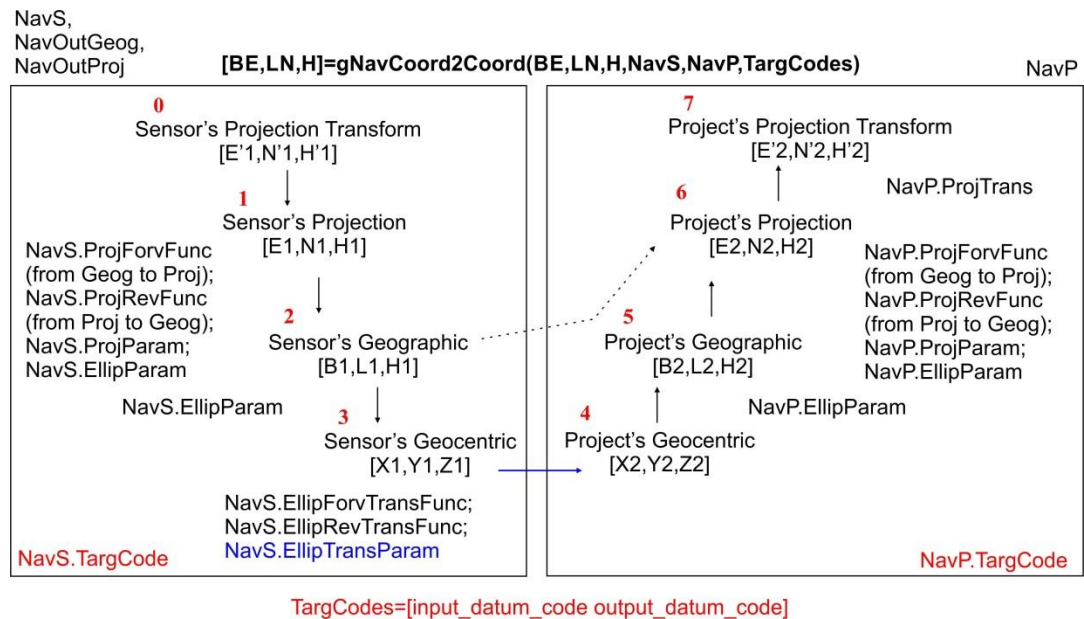 NavS,
NavOutGeog,
NavOutProj
[BE,LN,H]=gNavCoord2Coord(BE,LN,H,NavS,NavP,TargCodes)
NavP
0
Sensor's Projection Transform
[E'1,N'1,H'1]
1
Sensor's Projection
[E1,N1,H1]
NavS.ProjForvFunc
(from Geog to Proj);
NavS.ProjRevFunc
(from Proj to Geog);
NavS.ProjParam;
NavS.EllipParam
2
Sensor's Geographic
[B1,L1,H1]
NavS.EllipParam
3
Sensor's Geocentric
[X1,Y1,Z1]
NavS.EllipForvTransFunc;
NavS.EllipRevTransFunc;
NavS.EllipTransParam
NavS.TargCode
7
Project's Projection Transform
[E'2,N'2,H'2]
NavP.ProjTrans
6
Project's Projection
[E2,N2,H2]
NavP.ProjForvFunc
(from Geog to Proj);
NavP.ProjRevFunc
(from Proj to Geog);
NavP.ProjParam;
NavP.EllipParam
5
Project's Geographic
[B2,L2,H2]
NavP.EllipParam
4
Project's Geocentric
[X2,Y2,Z2]
NavP.TargCode
TargCodes=[input_datum_code output_datum_code]